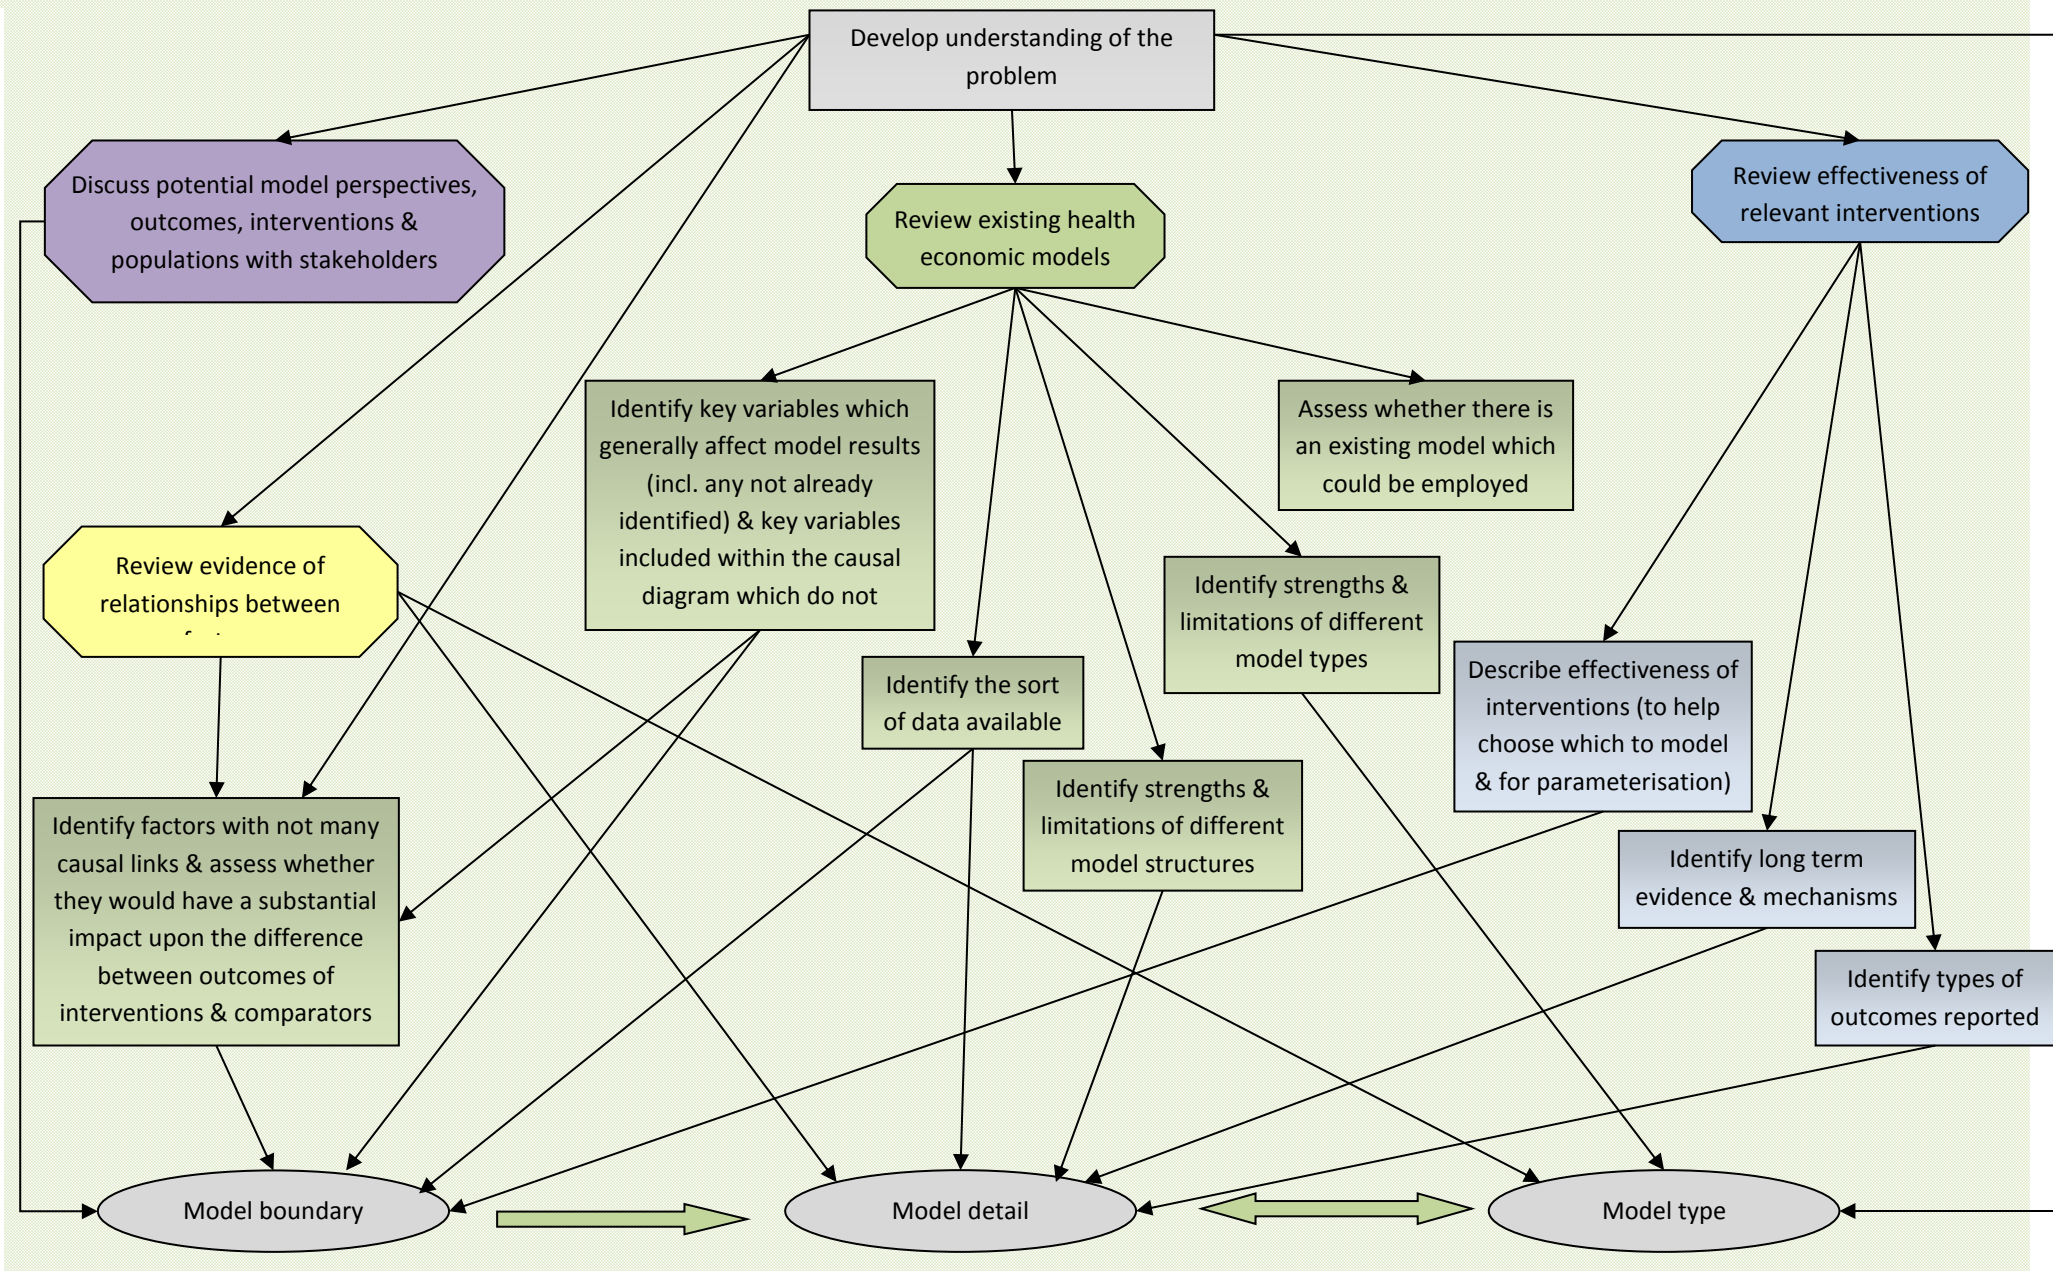 Develop understanding of the
problem
Discuss potential model perspectives,
outcomes, interventions &
populations with stakeholders
Review existing health
economic models
Review effectiveness of
relevant interventions
Identify key variables which
generally affect model results
(incl. any not already
identified) & key variables
included within the causal
diagram which do not
Assess whether there is
an existing model which
could be employed
Review evidence of
relationships between
Identify strengths &
limitations of different
model types
Identify the sort
of data available
Describe effectiveness of
interventions (to help
choose which to model
& for parameterisation)
Identify strengths &
limitations of different
model structures
Identify factors with not many
causal links & assess whether
they would have a substantial
impact upon the difference
between outcomes of
interventions & comparators
Identify long term
evidence & mechanisms
Identify types of
outcomes reported
Model boundary
Model detail
Model type